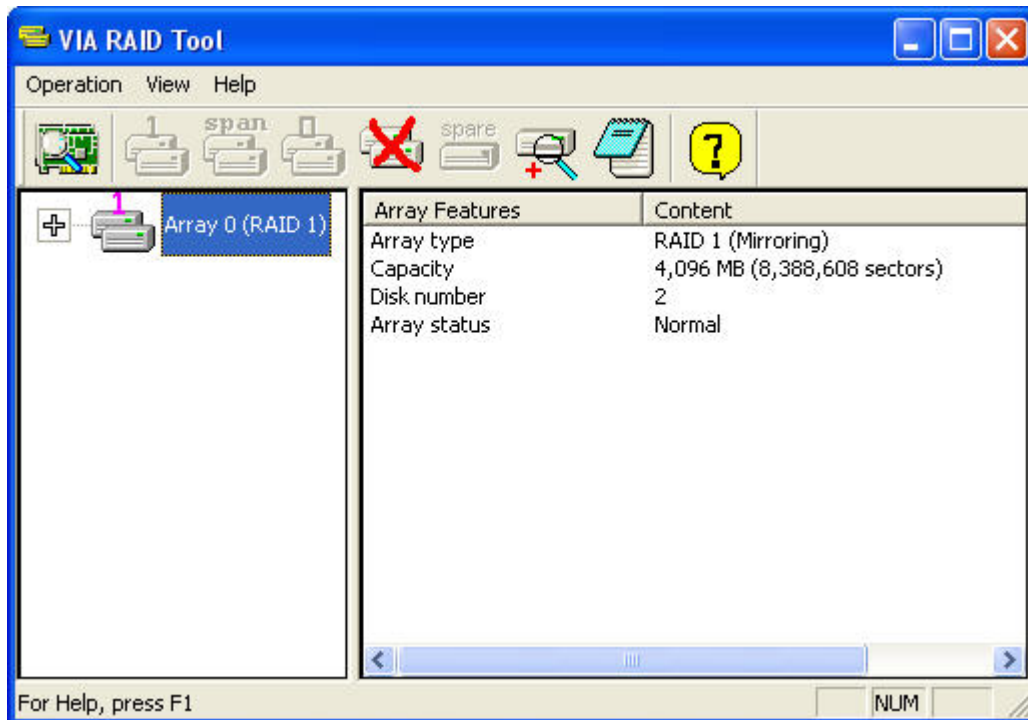 VIA RAID Tool
Operation View Help
1 span 0 spare ?
1
Array 0 (RAID 1)
Array Features Content
Array type RAID 1 (Mirroring)
Capacity 4,096 MB (8,388,608 sectors)
Disk number 2
Array status Normal
For Help, press F1 NUM